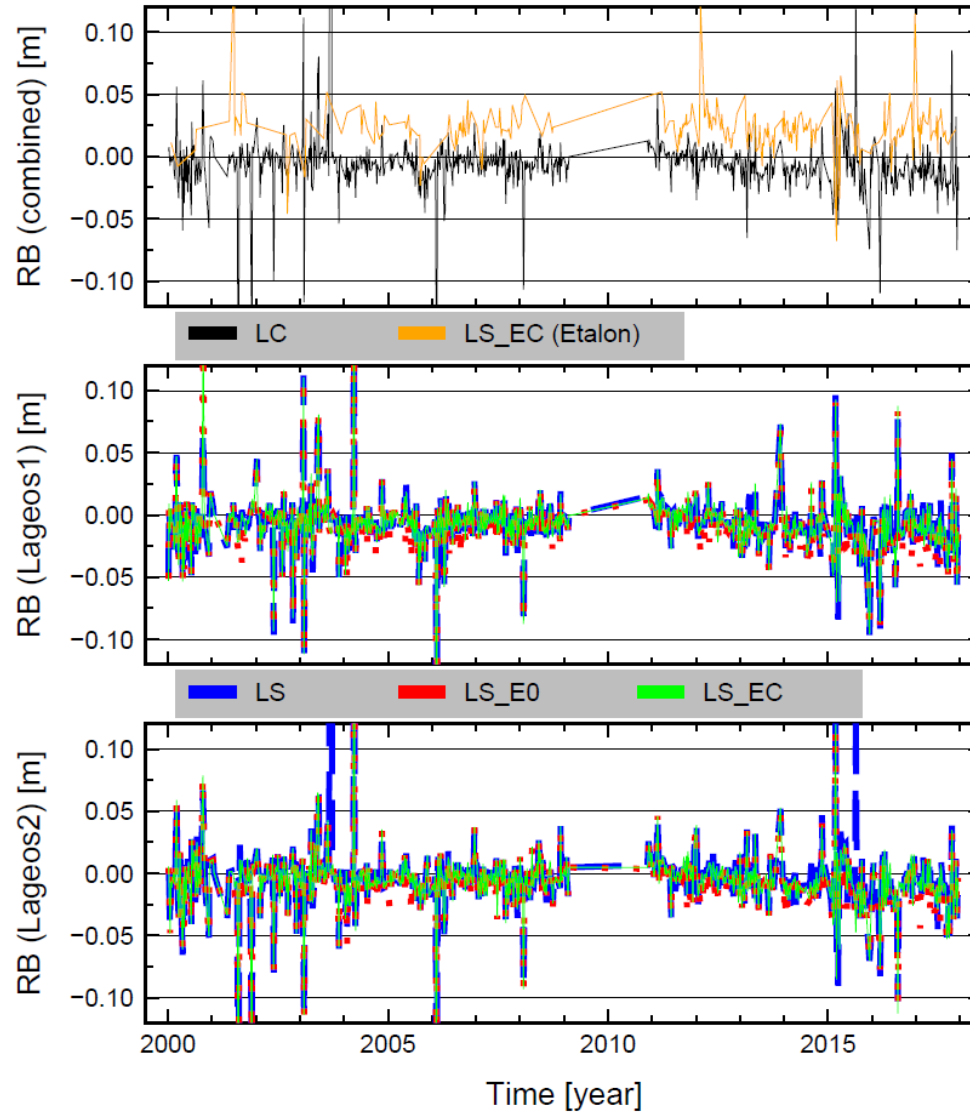 RB (combined) [m]
0.10
0.05
0.00
−0.05
−0.10
LC LS_EC (Etalon)
RB (Lageos1) [m]
0.10
0.05
0.00
−0.05
−0.10
LS LS_E0 LS_EC
RB (Lageos2) [m]
0.10
0.05
0.00
−0.05
−0.10
2000 2005 2010 2015
Time [year]